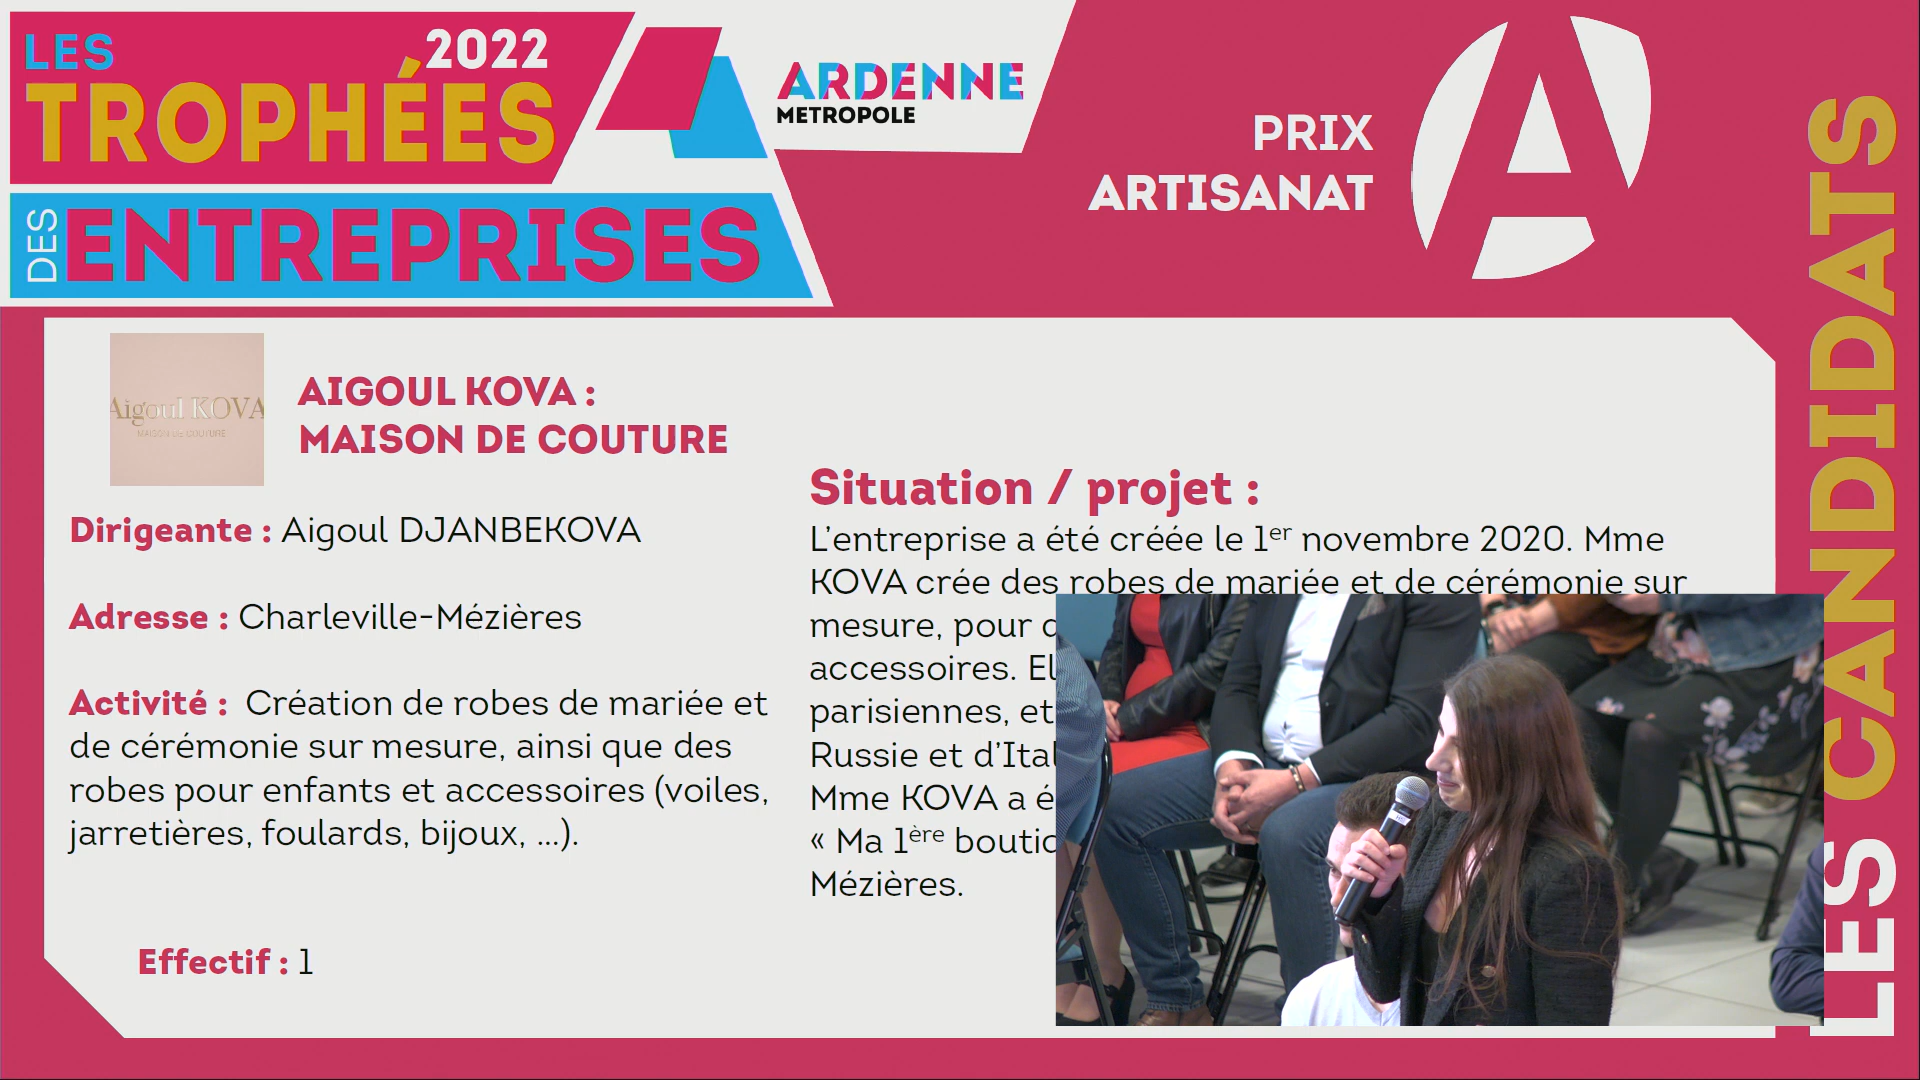 LES
2022
TROPHÉES
DES ENTREPRISES
ARDENNE
METROPOLE
PRIX
ARTISANAT
LES CANDIDATS
Aigoul KOVA
MAISON DE COUTURE
AIGOUL KOVA :
MAISON DE COUTURE
Dirigeante : Aigoul DJANBEKOVA
Adresse : Charleville-Mézières
Activité : Création de robes de mariée et
de cérémonie sur mesure, ainsi que des
robes pour enfants et accessoires (voiles,
jarretières, foulards, bijoux, ...).
Effectif : 1
Situation / projet :
L'entreprise a été créée le 1er novembre 2020. Mme
KOVA crée des robes de mariée et de cérémonie sur
mesure, pour
accessoires.
parisiennes, et
Russie et
Mme KOVA a
« Ma 1ère
Mézières.